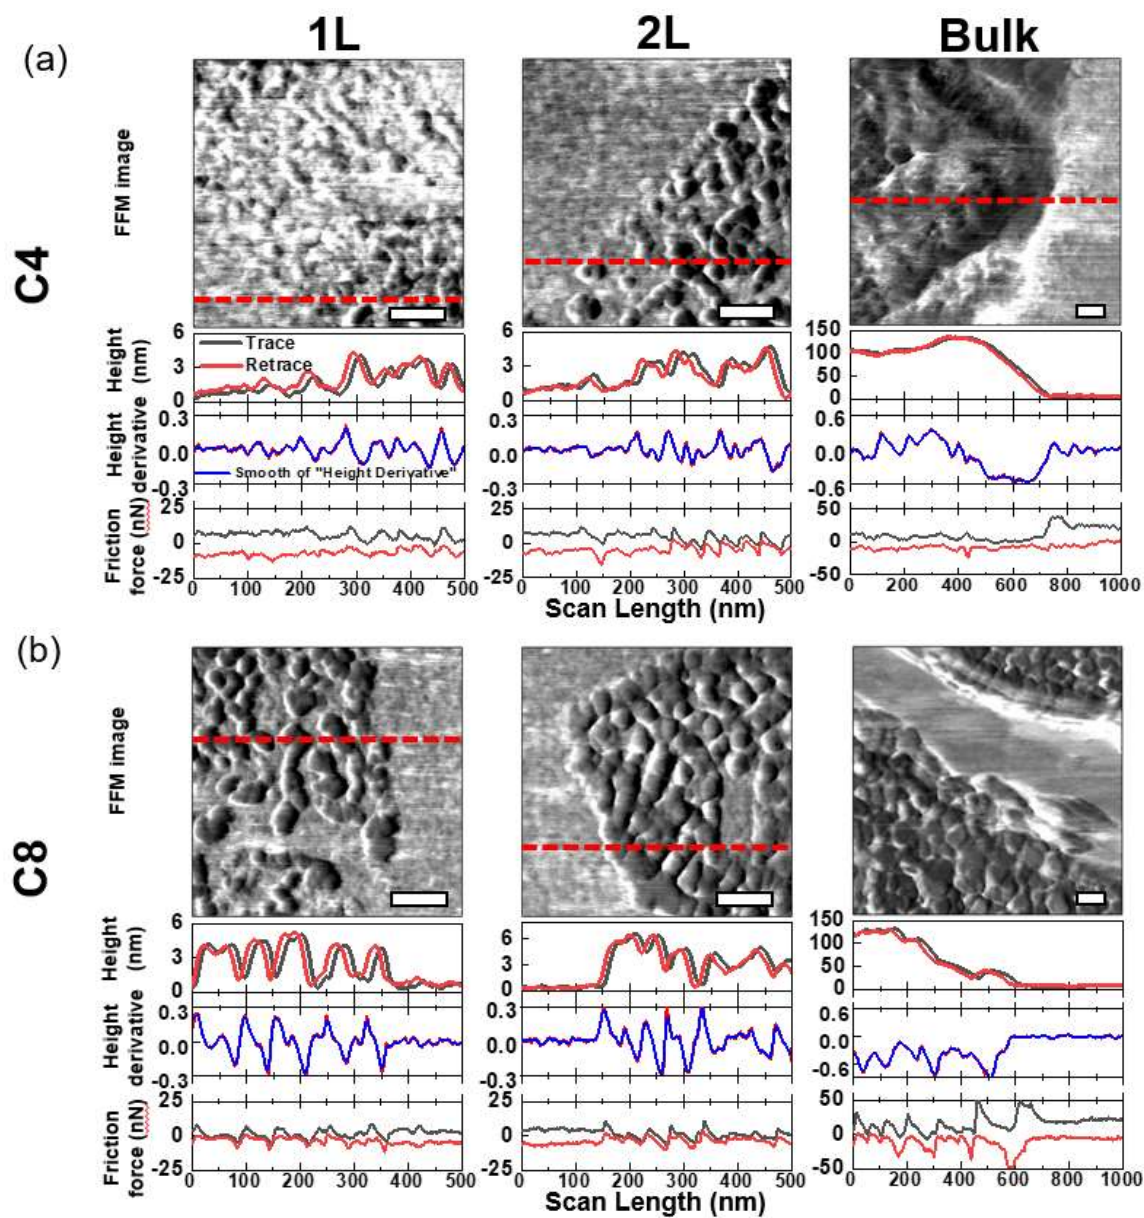 1L 2L Bulk
(a)
FFM image
C4
Height (nm)
6
3
0
Trace
Retrace
6
3
0
150
100
50
0
Height derivative
0.3
0.0
-0.3
Smooth of "Height Derivative"
0.3
0.0
-0.3
0.6
0.0
-0.6
Friction force (nN)
25
0
-25
25
0
-25
50
0
-50
0 100 200 300 400 500
0 100 200 300 400 500
0 200 400 600 800 1000
Scan Length (nm)
(b)
FFM image
C8
Height (nm)
6
3
0
6
3
0
150
100
50
0
Height derivative
0.3
0.0
-0.3
0.3
0.0
-0.3
0.6
0.0
-0.6
Friction force (nN)
25
0
-25
25
0
-25
50
0
-50
0 100 200 300 400 500
0 100 200 300 400 500
0 200 400 600 800 1000
Scan Length (nm)